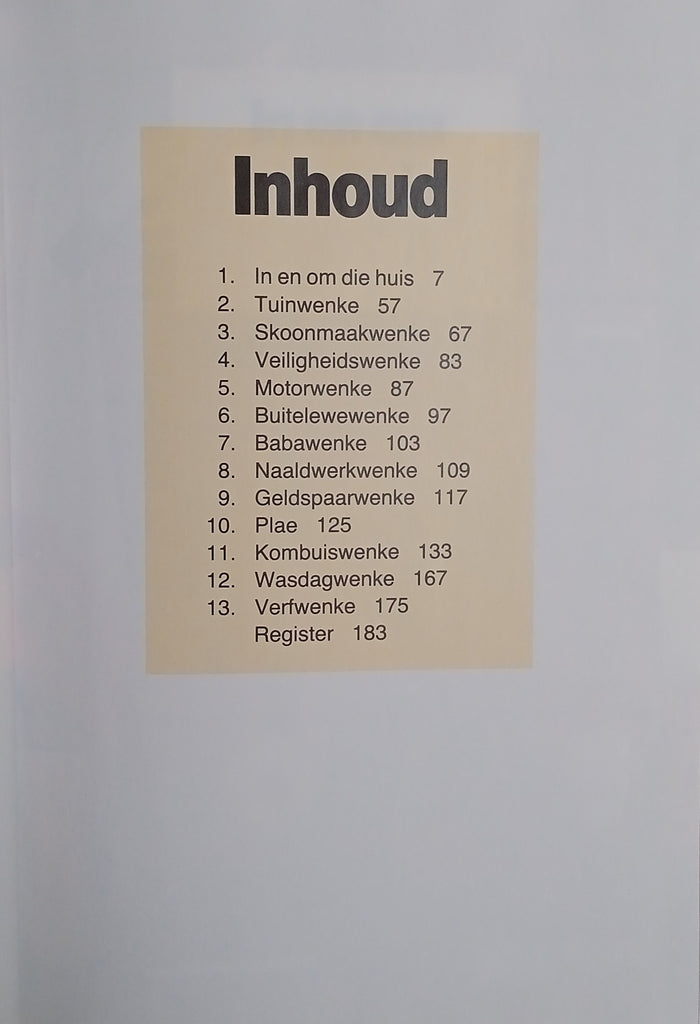 Inhoud
1. In en om die huis 7
2. Tuinwenke 57
3. Skoonmaakwenke 67
4. Veiligheidswenke 83
5. Motorwenke 87
6. Buitelewewenke 97
7. Babawenke 103
8. Naaldwerkwenke 109
9. Geldspaarwenke 117
10. Plae 125
11. Kombuiswenke 133
12. Wasdagwenke 167
13. Verfwenke 175
Register 183